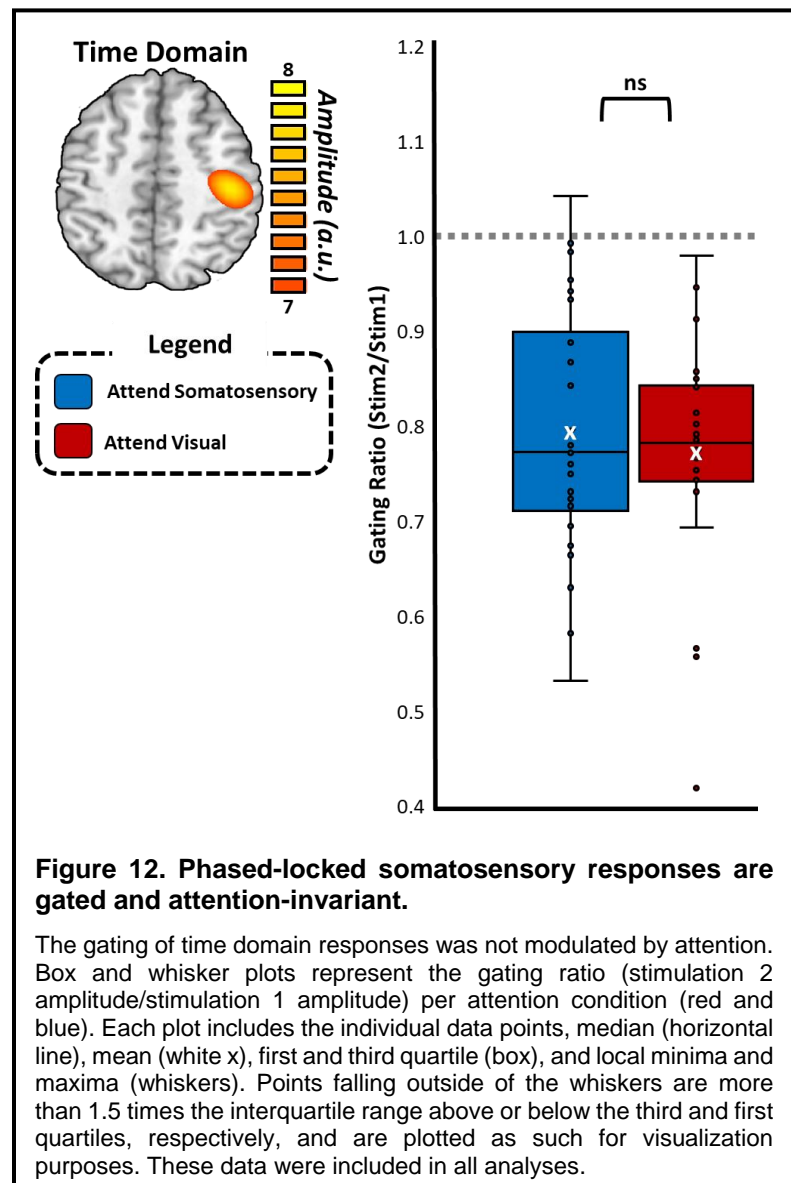 Time Domain
8
Amplitude (a.u.)
7
Legend
Attend Somatosensory
Attend Visual
Gating Ratio (Stim2/Stim1)
1.2
1.1
1.0
0.9
0.8
0.7
0.6
0.5
0.4
ns
x
x
Figure 12. Phased-locked somatosensory responses are
gated and attention-invariant.
The gating of time domain responses was not modulated by attention.
Box and whisker plots represent the gating ratio (stimulation 2
amplitude/stimulation 1 amplitude) per attention condition (red and
blue). Each plot includes the individual data points, median (horizontal
line), mean (white x), first and third quartile (box), and local minima and
maxima (whiskers). Points falling outside of the whiskers are more
than 1.5 times the interquartile range above or below the third and first
quartiles, respectively, and are plotted as such for visualization
purposes. These data were included in all analyses.